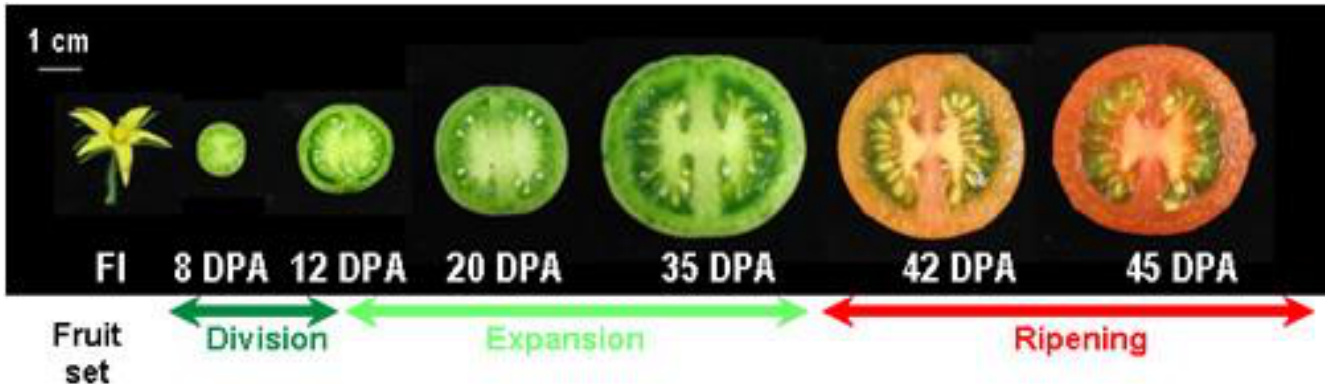 1 cm
Fl 8 DPA 12 DPA 20 DPA 35 DPA 42 DPA 45 DPA
Fruit set
Division
Expansion
Ripening